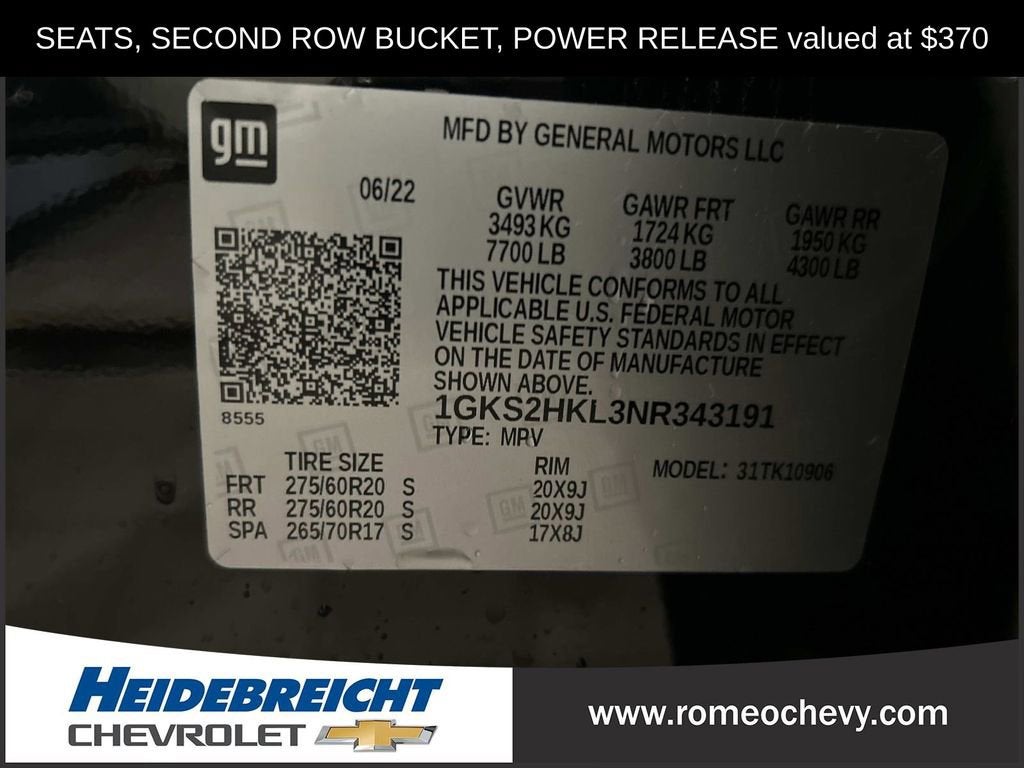 SEATS, SECOND ROW BUCKET, POWER RELEASE valued at $370
gm
MFD BY GENERAL MOTORS LLC
06/22
GVWR GAWR FRT GAWR RR
3493 KG 1724 KG 1950 KG
7700 LB 3800 LB 4300 LB
THIS VEHICLE CONFORMS TO ALL
APPLICABLE U.S. FEDERAL MOTOR
VEHICLE SAFETY STANDARDS IN EFFECT
ON THE DATE OF MANUFACTURE
SHOWN ABOVE.
8555
1GKS2HKL3NR343191
TYPE: MPV
TIRE SIZE RIM MODEL: 31TK10906
FRT 275/60R20 S 20X9J
RR 275/60R20 S 20X9J
SPA 265/70R17 S 17X8J
GM
GM
GM
HEIDEBREICHT
CHEVROLET
www.romeochevy.com